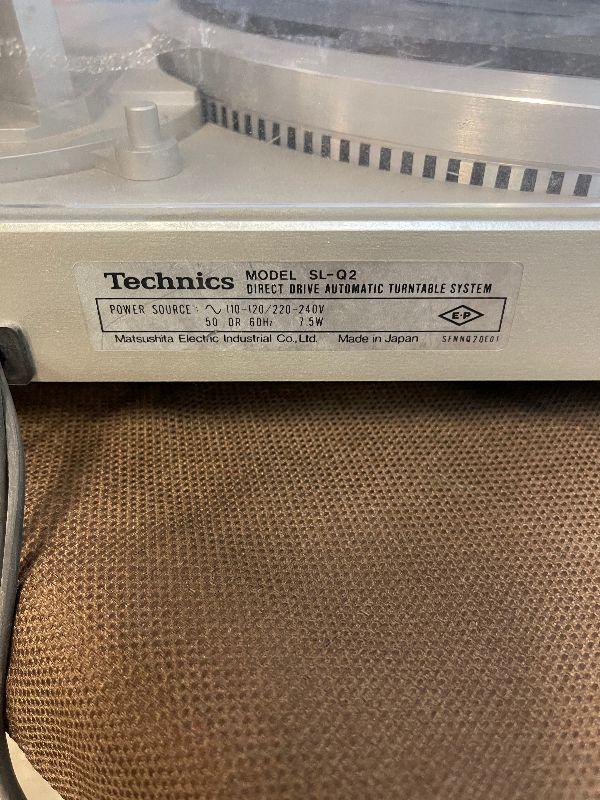 Technics MODEL SL-Q2
DIRECT DRIVE AUTOMATIC TURNTABLE SYSTEM
POWER SOURCE: ∿ 110-120/220-240V
50 OR 60Hz 7.5W
E·P
Matsushita Electric Industrial Co., Ltd. Made in Japan SFNNQ20E01